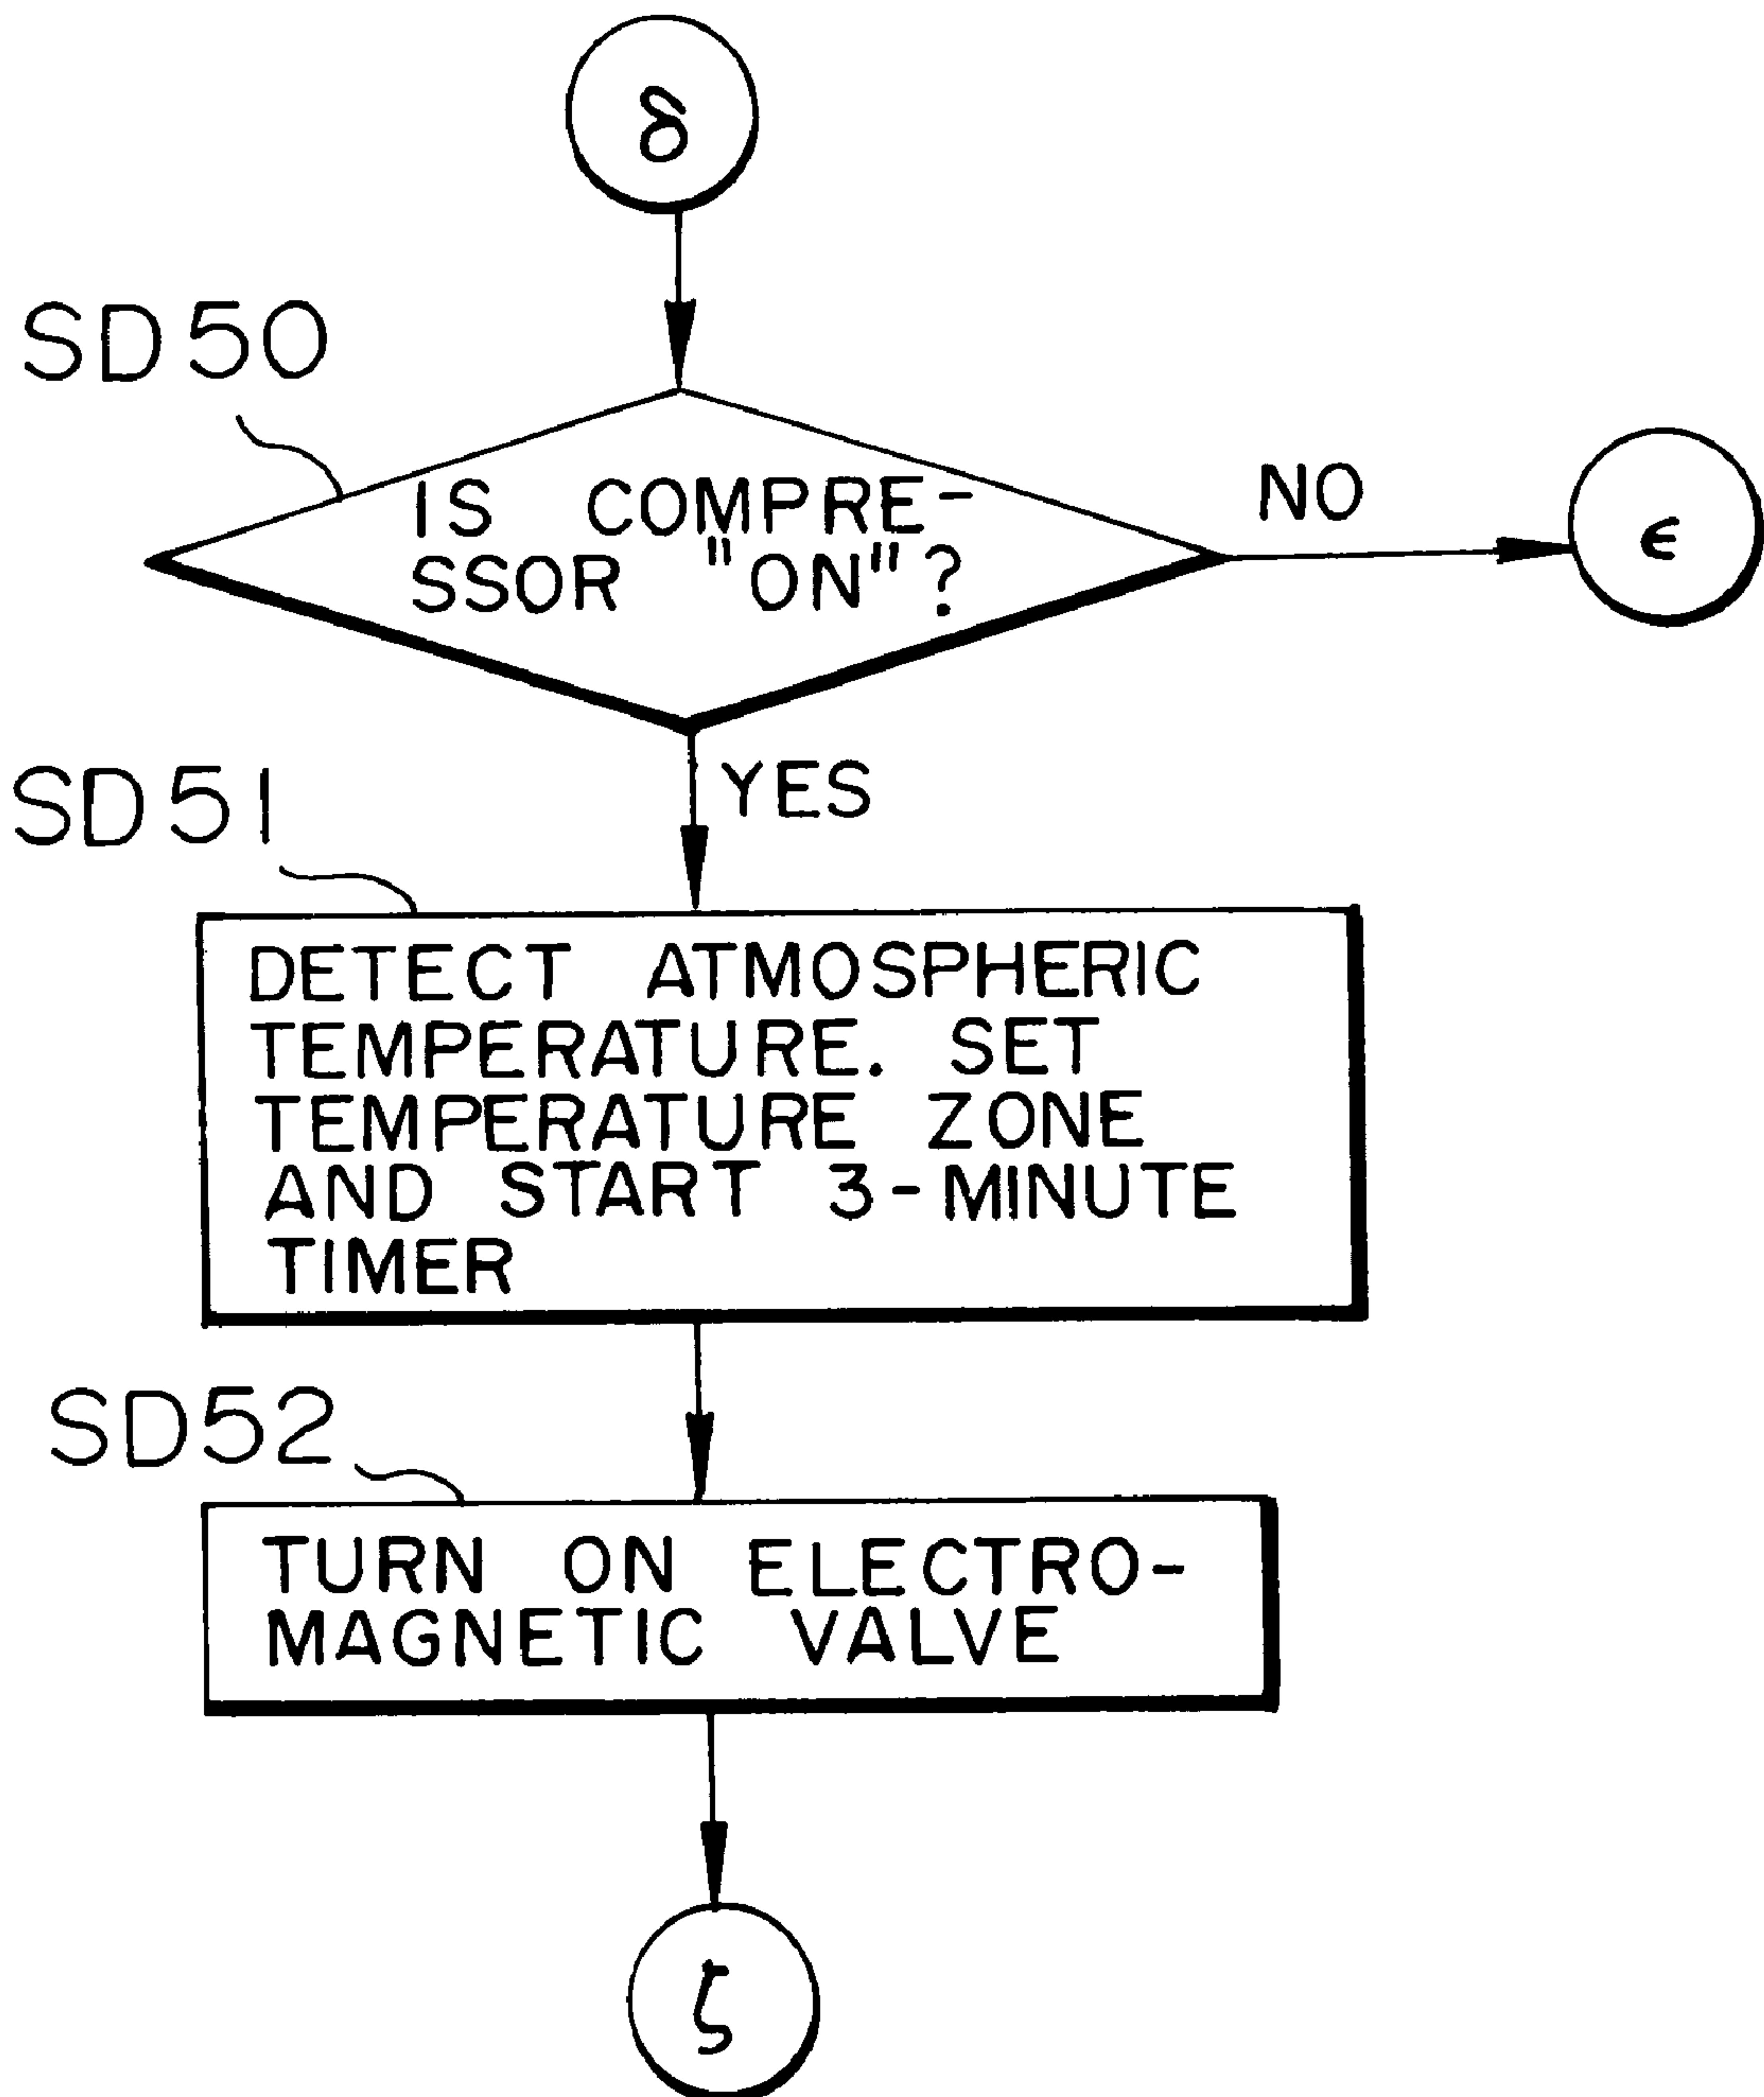 δ
SD50
IS COMPRE-
SSOR "ON"?
NO
ϵ
YES
SD51
DETECT ATMOSPHERIC
TEMPERATURE. SET
TEMPERATURE ZONE
AND START 3-MINUTE
TIMER
SD52
TURN ON ELECTRO-
MAGNETIC VALVE
ζ